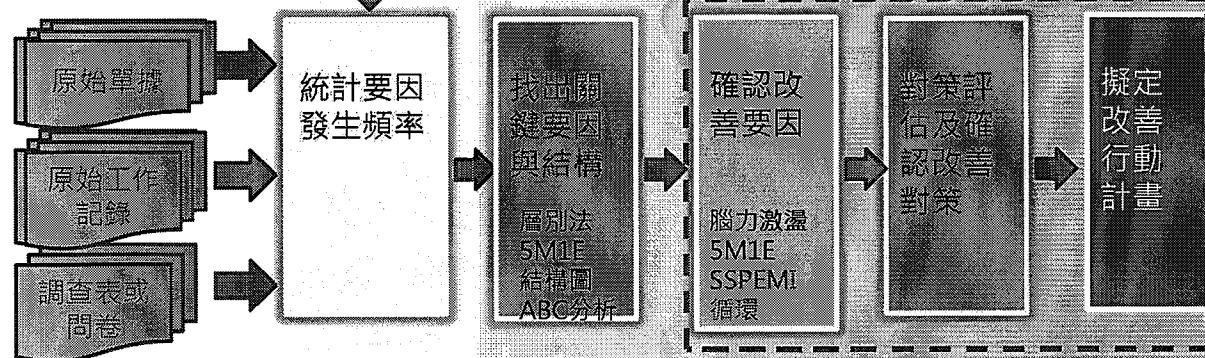 原始單據
原始工作
記錄
調查表或
問卷
統計要因
發生頻率
找出關
鍵要因
與結構
層別法
5M1E
結構圖
ABC分析
確認改
善要因
腦力激盪
5M1E
SSPEMI
循環
對策評
估及確
認改善
對策
擬定
改善
行動
計畫